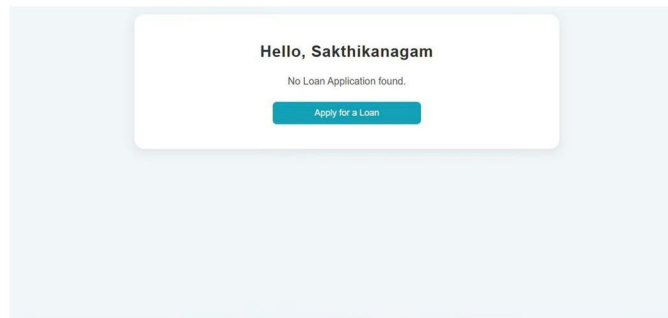 Hello, Sakthikanagam
No Loan Application found.
Apply for a Loan